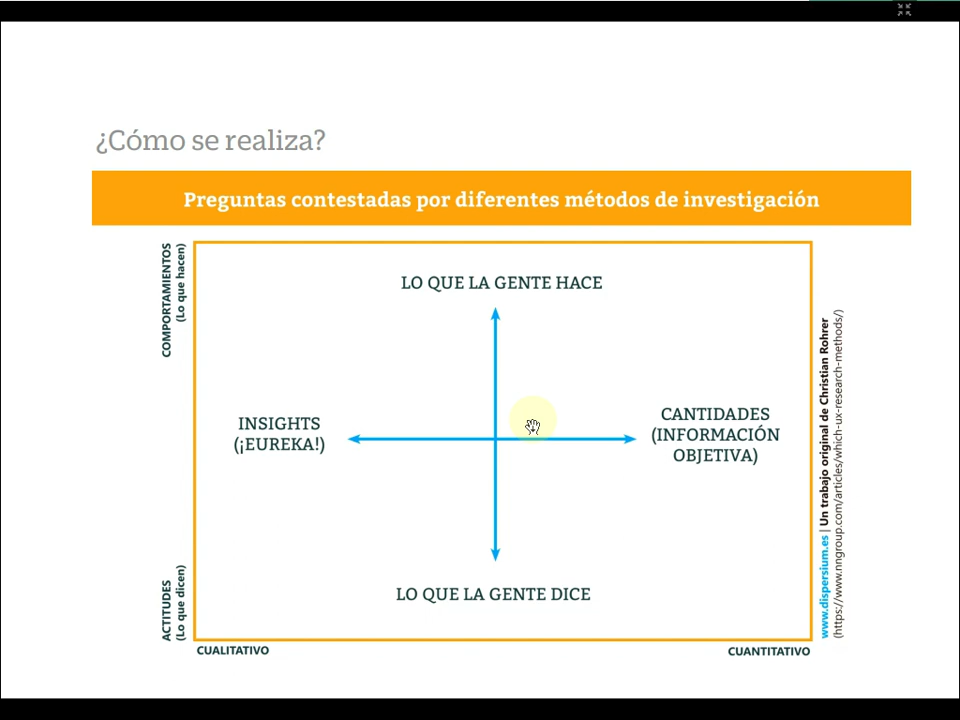 ¿Cómo se realiza?
Preguntas contestadas por diferentes métodos de investigación
COMPORTAMIENTOS
(Lo que hacen)
LO QUE LA GENTE HACE
INSIGHTS
(¡EUREKA!)
CANTIDADES
(INFORMACIÓN
OBJETIVA)
LO QUE LA GENTE DICE
ACTITUDES
(Lo que dicen)
CUALITATIVO
CUANTITATIVO
www.dispersium.es | Un trabajo original de Christian Rohrer
(https://www.nngroup.com/articles/which-ux-research-methods/)